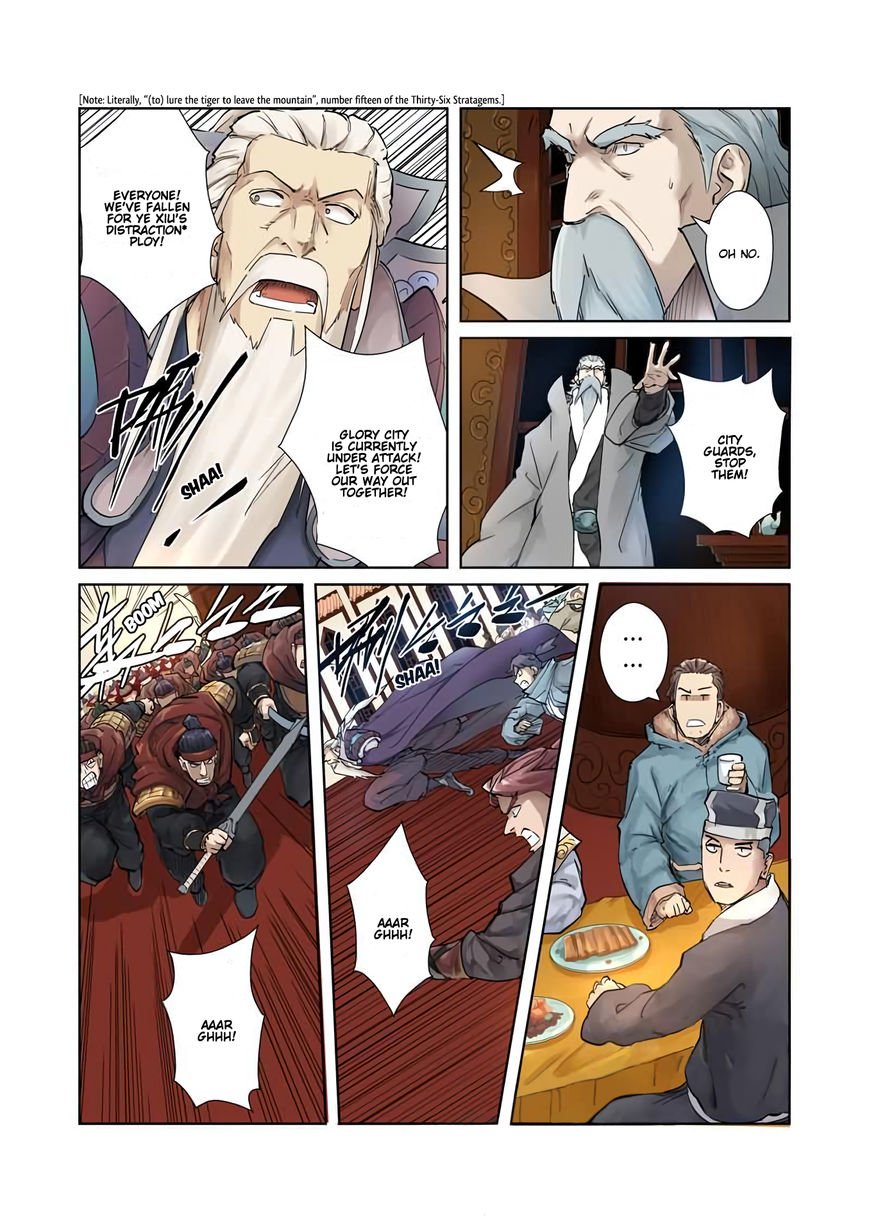 [Note: Literally, “(to) lure the tiger to leave the mountain”, number fifteen of the Thirty-Six Stratagems.]
OH NO.
CITY
GUARDS,
STOP
THEM!
EVERYONE!
WE'VE FALLEN
FOR YE XIU'S
DISTRACTION*
PLOY!
GLORY CITY
IS CURRENTLY
UNDER ATTACK!
LET'S FORCE
OUR WAY OUT
TOGETHER!
SHAA!
...
...
SHAA!
AAAR
GHHH!
BOOM
AAAR
GHHH!